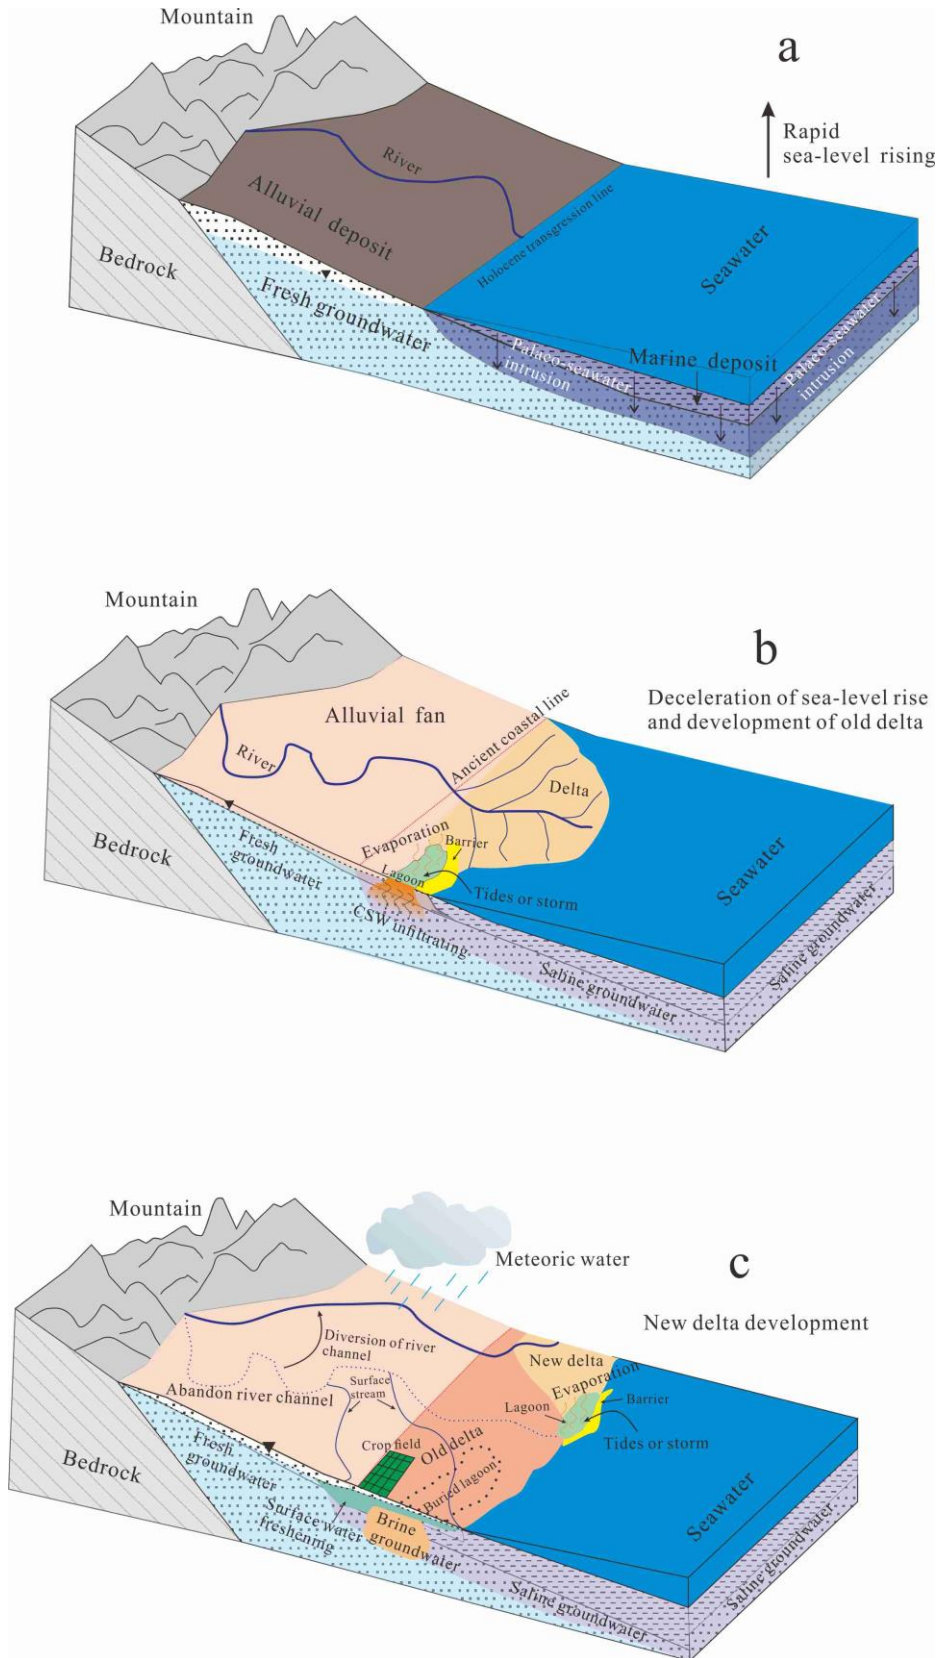 Mountain
a
Rapid
sea-level rising
River
Alluvial deposit
Holocene transgression line
Seawater
Bedrock
Fresh groundwater
Palaeo-seawater
intrusion
Marine deposit
Palaeo-seawater
intrusion
Mountain
b
Deceleration of sea-level rise
and development of old delta
Alluvial fan
Ancient coastal line
River
Delta
Evaporation
Barrier
Lagoon
Tides or storm
Fresh
groundwater
Bedrock
CSW infiltrating
Seawater
Saline groundwater
Saline groundwater
Mountain
Meteoric water
c
New delta development
Diversion of river
channel
New delta
Evaporation
Surface
stream
Abandon river channel
Lagoon
Barrier
Tides or storm
Crop field
Old delta
Buried lagoon
Fresh
groundwater
Bedrock
Surface water
freshening
Brine
groundwater
Seawater
Saline groundwater
Saline groundwater